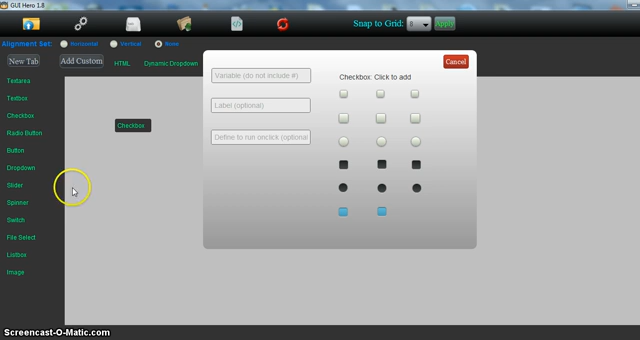 GUI Hero 1.8
Snap to Grid: 8 Apply
Alignment Set: Horizontal Vertical None
New Tab Add Custom HTML Dynamic Dropdown
Textarea
Textbox
Checkbox
Radio Button
Button
Dropdown
Slider
Spinner
Switch
File Select
Listbox
Image
Checkbox
Cancel
Variable (do not include #)
Label (optional)
Define to run onclick (optional
Checkbox: Click to add
Screencast-O-Matic.com